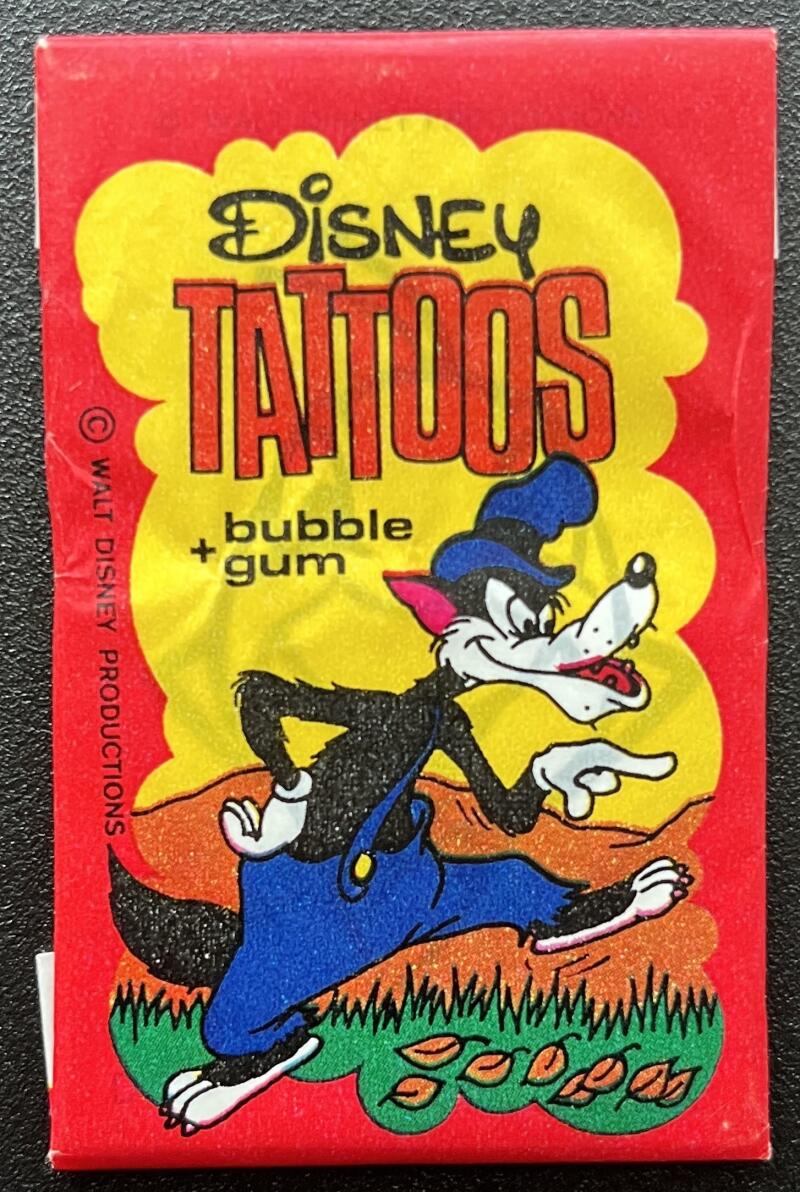 DiSNEY
TATTOOS
+ bubble
gum
© WALT DISNEY PRODUCTIONS